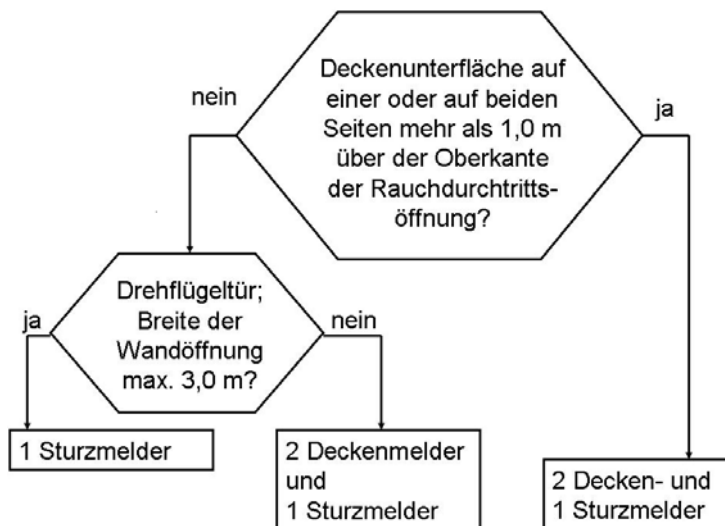 Deckenunterfläche auf
einer oder auf beiden
Seiten mehr als 1,0 m
über der Oberkante
der Rauchdurchtritts-
öffnung?
nein
ja
Drehflügeltür;
Breite der
Wandöffnung
max. 3,0 m?
ja
nein
1 Sturzmelder
2 Deckenmelder
und
1 Sturzmelder
2 Decken- und
1 Sturzmelder